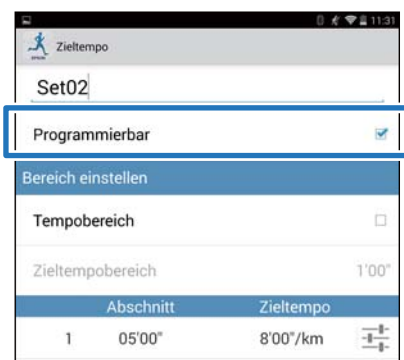 11:31
Zieltempo
EPSON
Set02
Programmierbar
Bereich einstellen
Tempobereich
Zieltempobereich 1'00"
Abschnitt Zieltempo
1 05'00" 8'00"/km